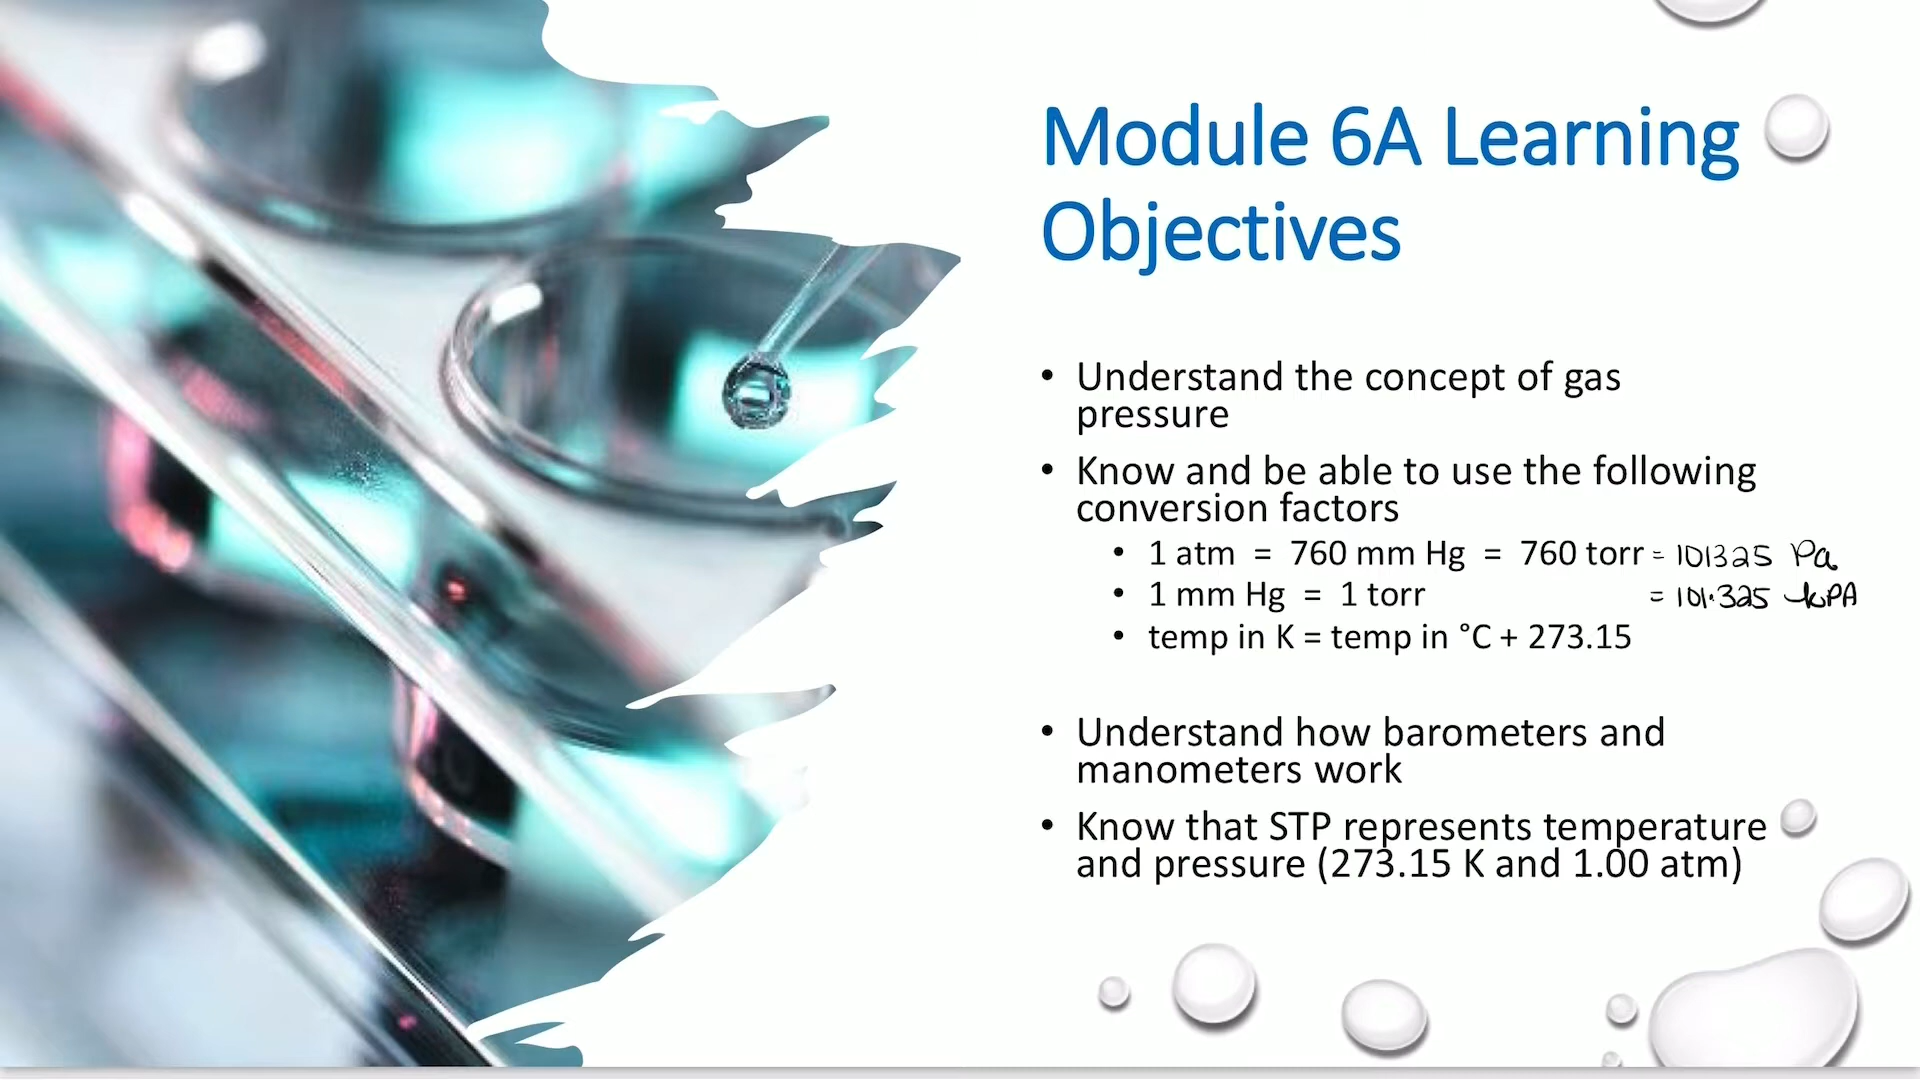 Module 6A Learning
Objectives
• Understand the concept of gas
pressure
• Know and be able to use the following
conversion factors
• 1 atm = 760 mm Hg = 760 torr = 101325 Pa
• 1 mm Hg = 1 torr = 101.325 kPA
• temp in K = temp in °C + 273.15
• Understand how barometers and
manometers work
• Know that STP represents temperature
and pressure (273.15 K and 1.00 atm)